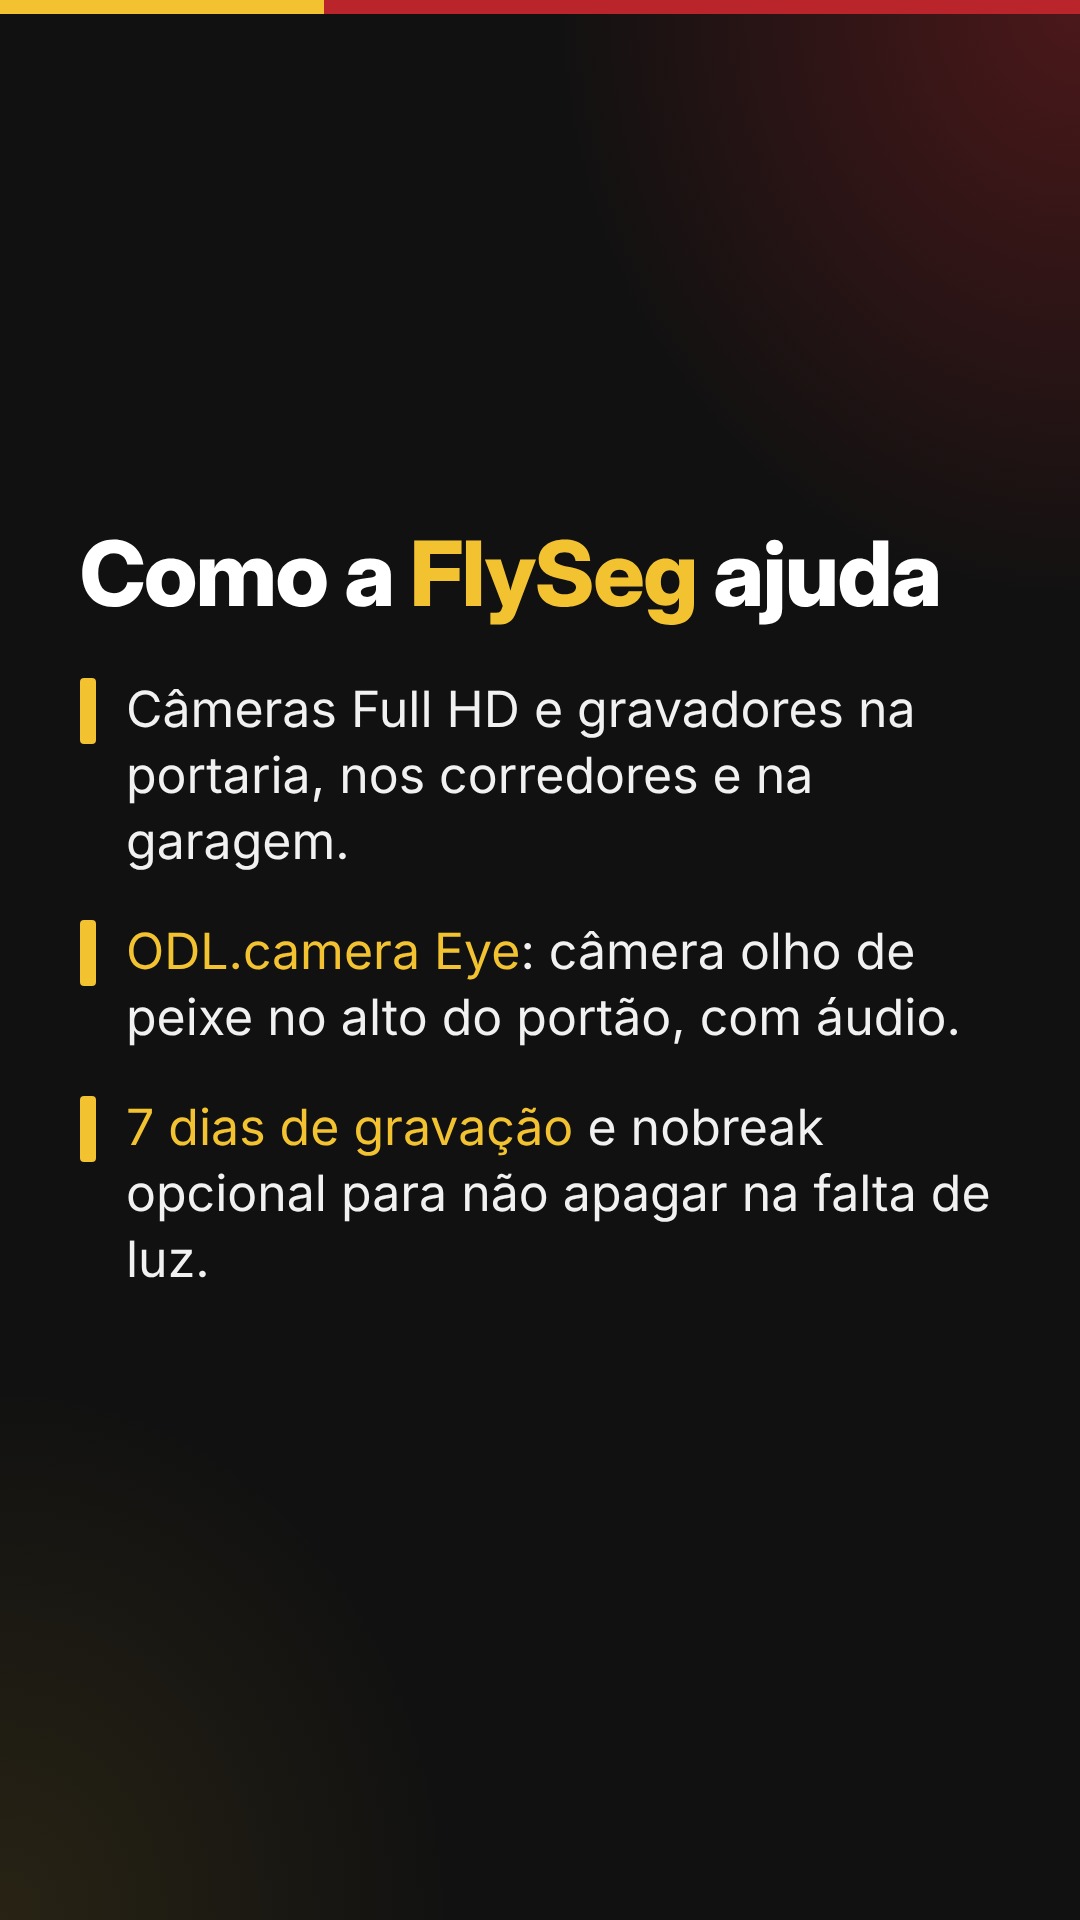 Como a FlySeg ajuda
Câmeras Full HD e gravadores na
portaria, nos corredores e na
garagem.
ODL.camera Eye: câmera olho de
peixe no alto do portão, com áudio.
7 dias de gravação e nobreak
opcional para não apagar na falta de
luz.